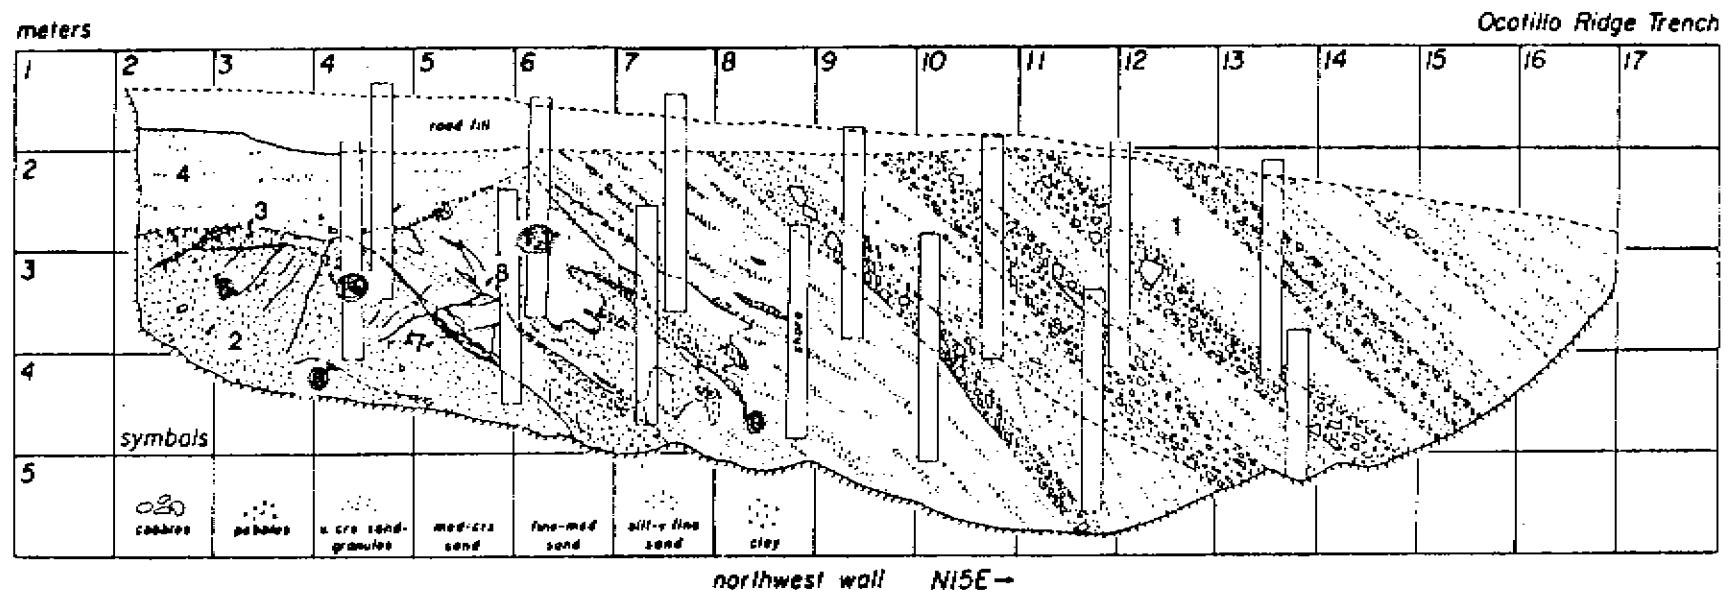 meters
Ocotillo Ridge Trench
1 2 3 4 5 6 7 8 9 10 11 12 13 14 15 16 17
road fill
2
4
3
1
3
8
shore
2
4
symbols
5
cobbles
pebbles
v. crs sand-
granules
med-crs
sand
fine-med
sand
silt-v fine
sand
clay
northwest wall N15E→